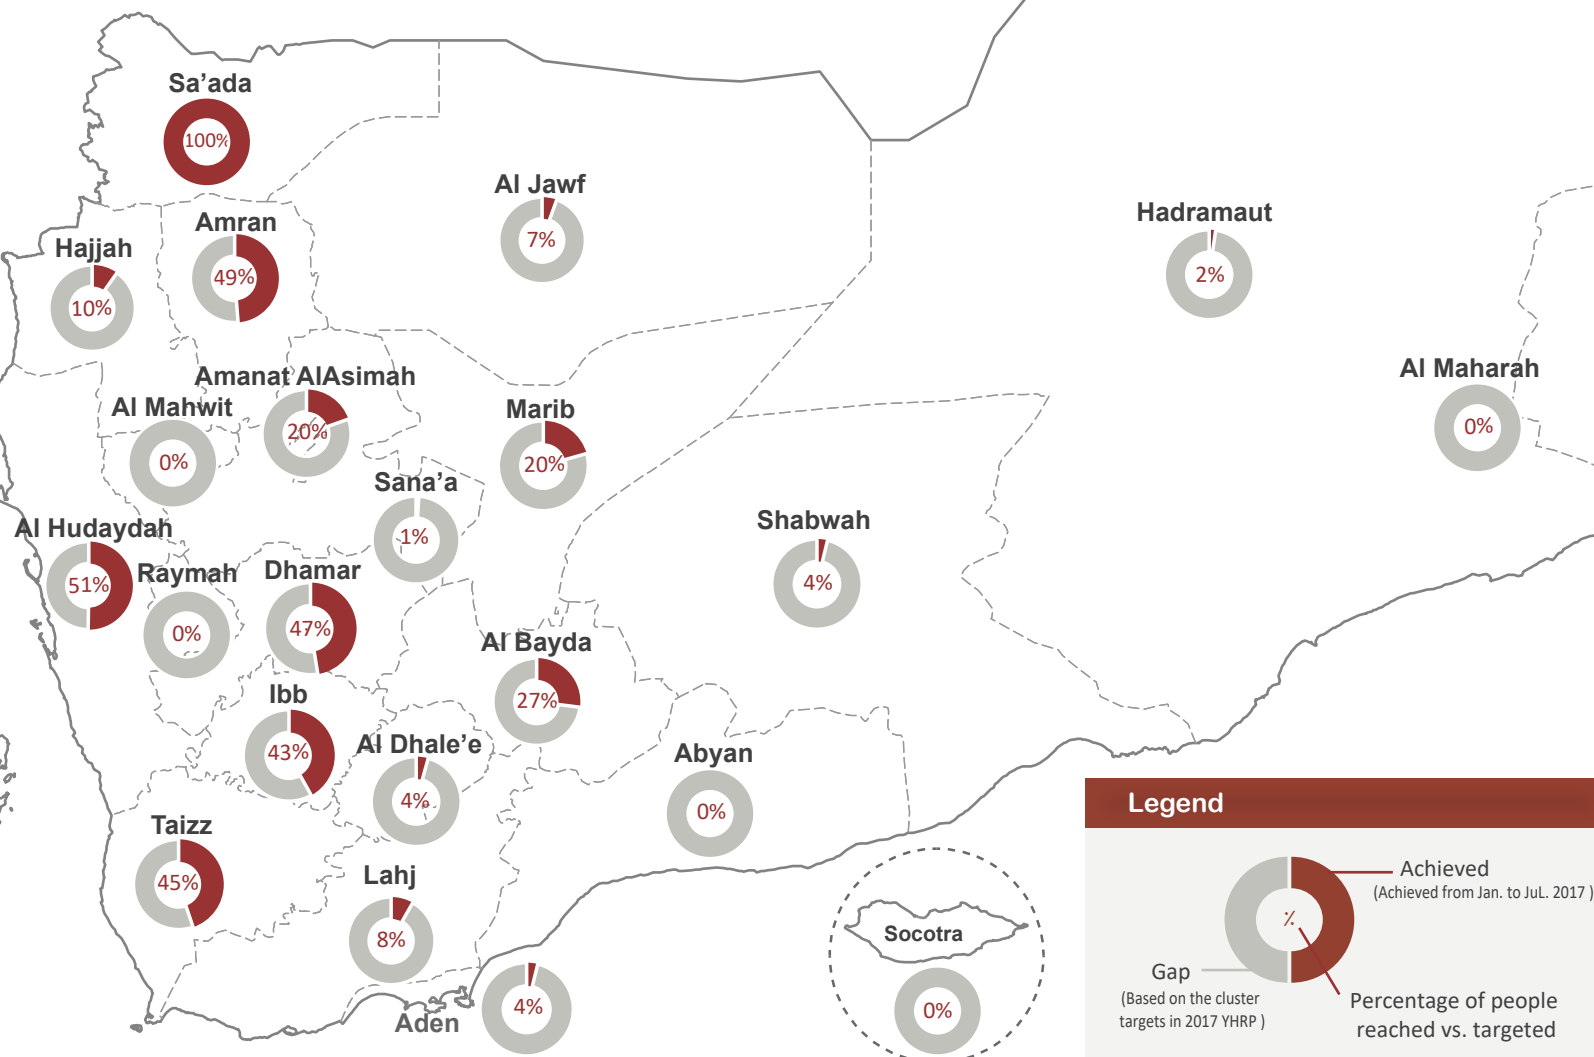 Sa’ada
100%
Al Jawf
7%
Hadramaut
2%
Amran
49%
Hajjah
10%
Amanat AlAsimah
20%
Al Maharah
0%
Al Mahwit
0%
Marib
20%
Sana’a
1%
Shabwah
4%
Al Hudaydah
51%
Raymah
0%
Dhamar
47%
Al Bayda
27%
Ibb
43%
Al Dhale’e
4%
Abyan
0%
Taizz
45%
Lahj
8%
Aden
4%
Socotra
0%
Legend
Achieved
(Achieved from Jan. to JuL. 2017 )
%
Gap
(Based on the cluster
targets in 2017 YHRP )
Percentage of people
reached vs. targeted